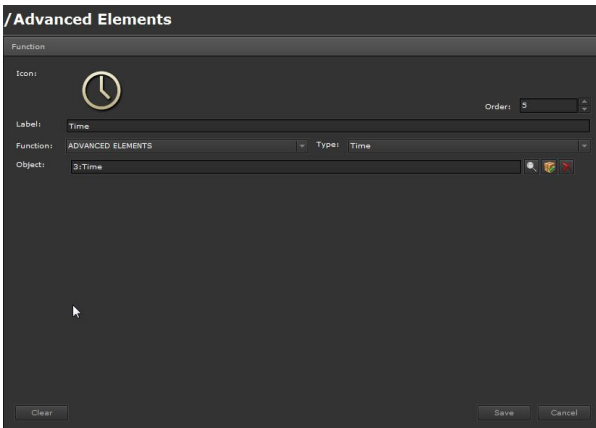 /Advanced Elements
Function
Icon:
Order: 5
Label: Time
Function: ADVANCED ELEMENTS Type: Time
Object: 3:Time
Clear Save Cancel